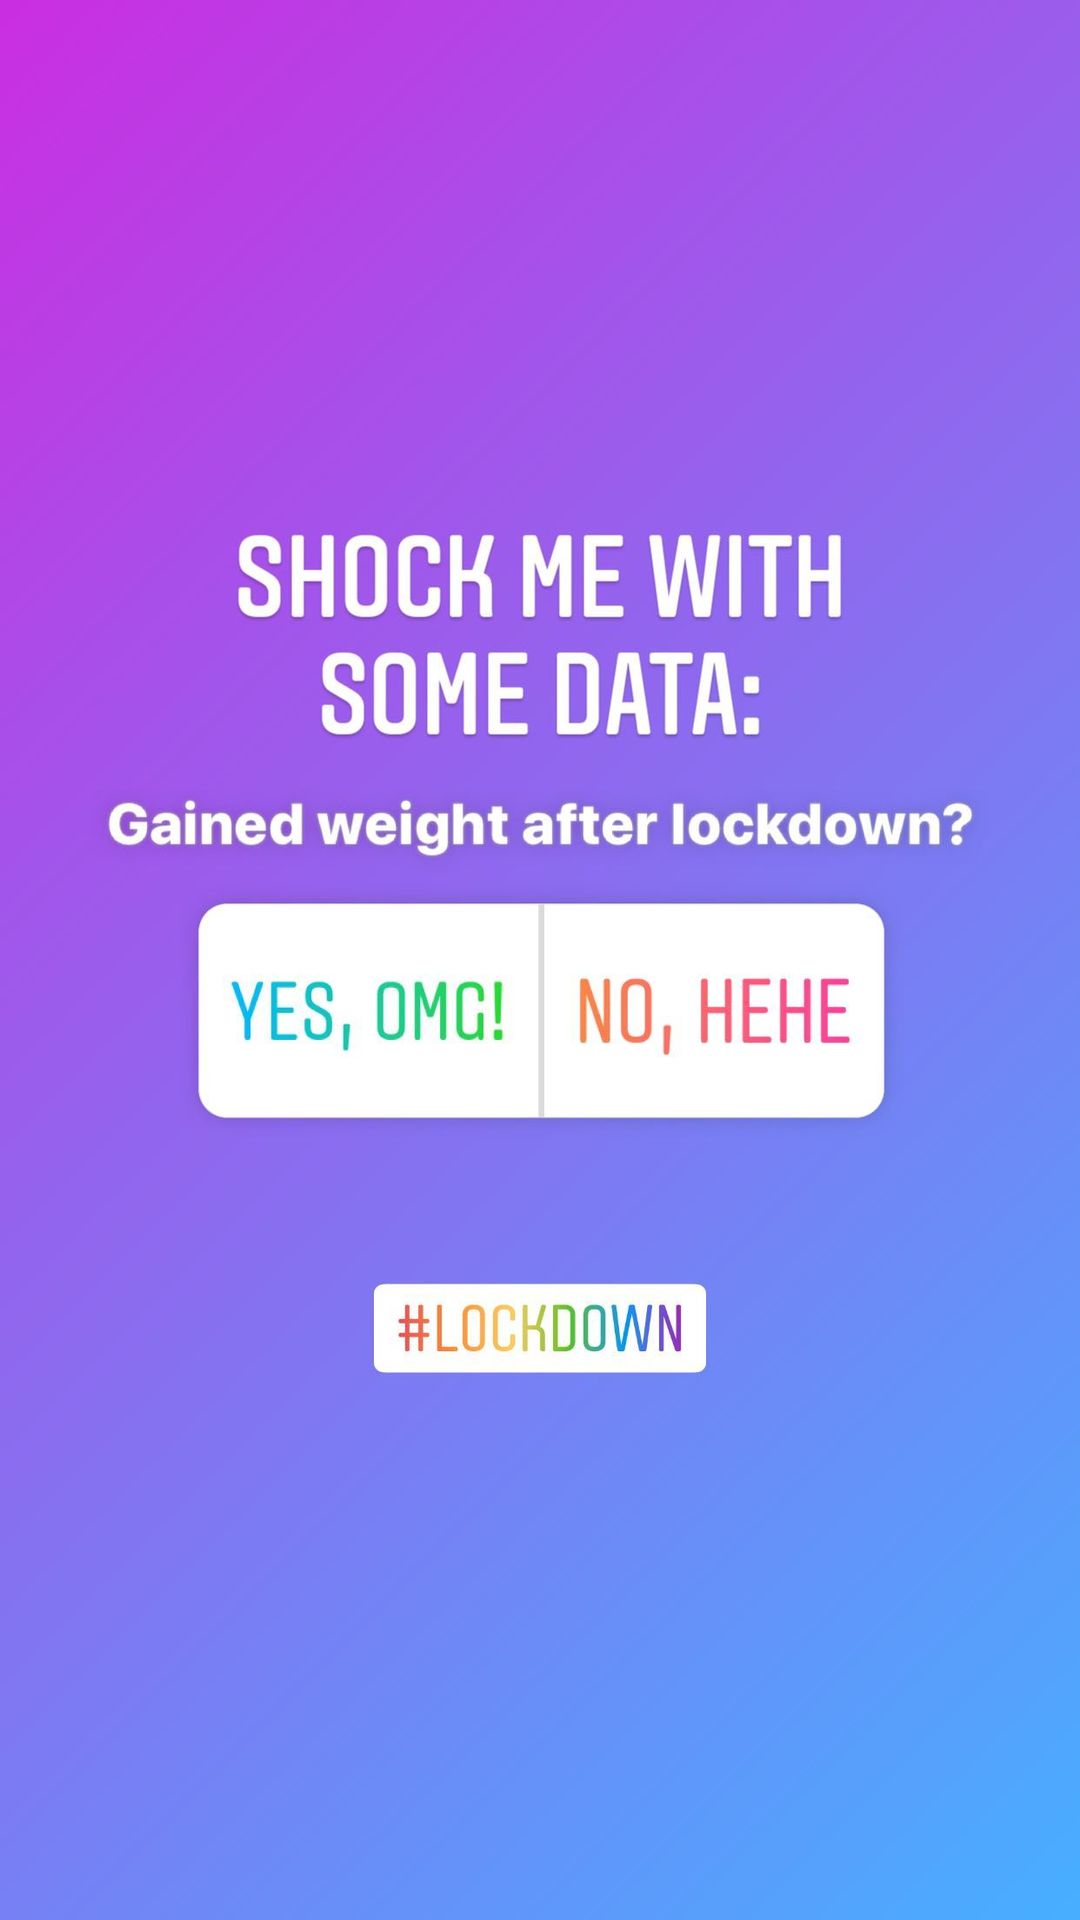 SHOCK ME WITH
SOME DATA:
Gained weight after lockdown?
YES, OMG! NO, HEHE
#LOCKDOWN